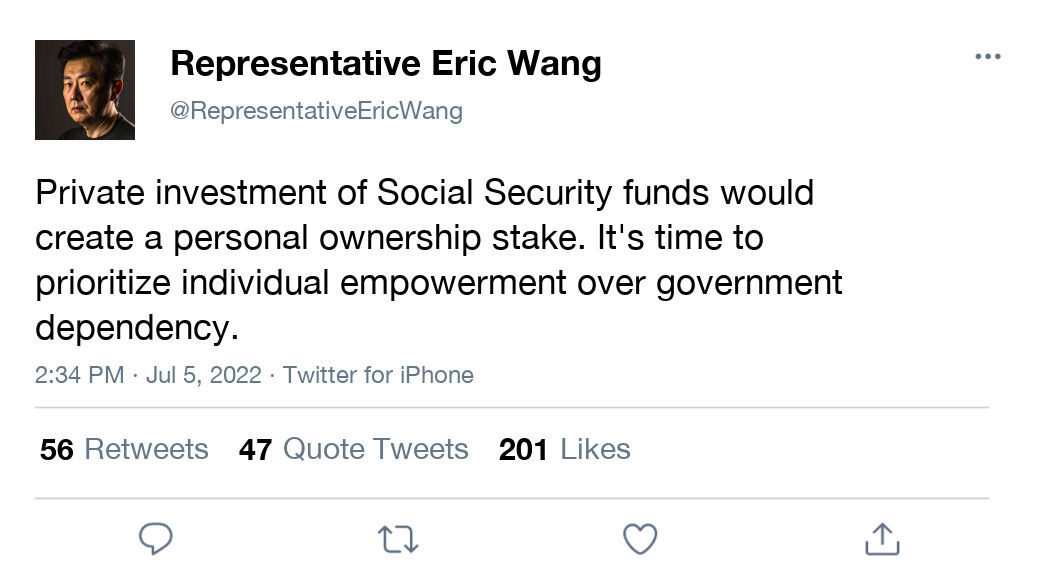 Representative Eric Wang
@RepresentativeEricWang
Private investment of Social Security funds would
create a personal ownership stake. It's time to
prioritize individual empowerment over government
dependency.
2:34 PM · Jul 5, 2022 · Twitter for iPhone
56 Retweets 47 Quote Tweets 201 Likes